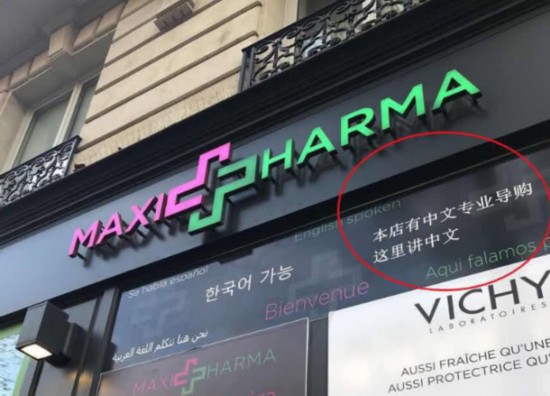 MAXI PHARMA
English spoken
本店有中文专业导购
这里讲中文
Se habla español
한국어 가능
Aqui falamos
Bienvenue
نحن هنا نتكلم اللغة العربية
VICHY
LABORATOIRES
MAXI PHARMA
AUSSI FRAÎCHE QU'UNE
AUSSI PROTECTRICE QU